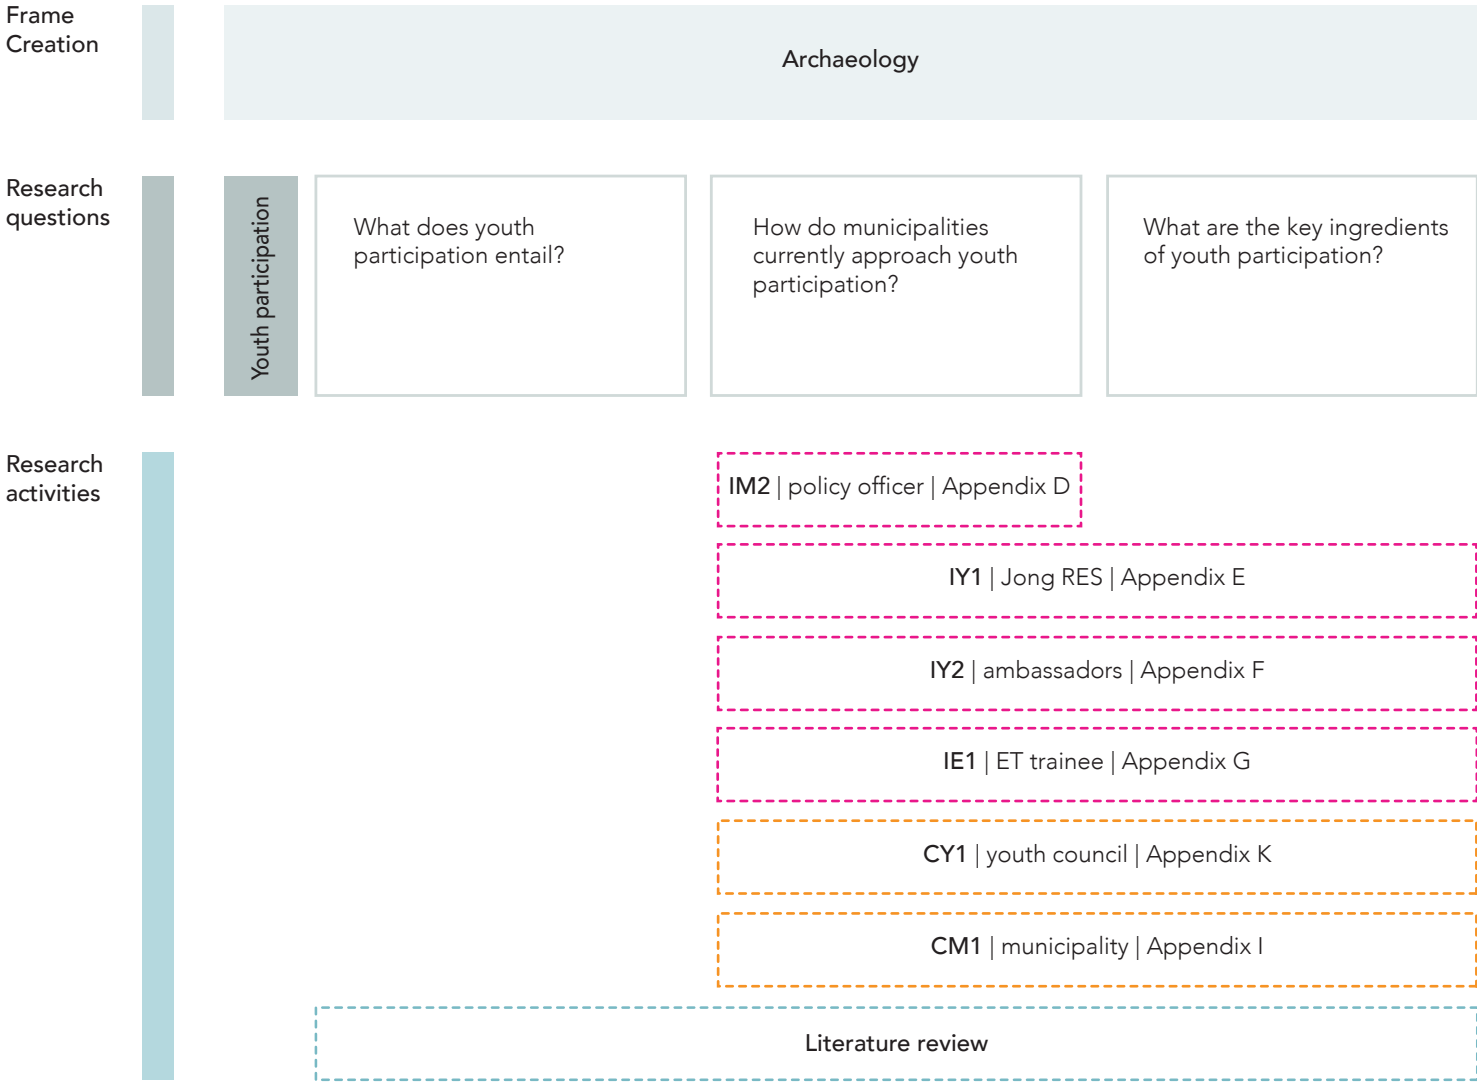 Frame
Creation
Archaeology
Research
questions
Youth participation
What does youth
participation entail?
How do municipalities
currently approach youth
participation?
What are the key ingredients
of youth participation?
Research
activities
IM2 | policy officer | Appendix D
IY1 | Jong RES | Appendix E
IY2 | ambassadors | Appendix F
IE1 | ET trainee | Appendix G
CY1 | youth council | Appendix K
CM1 | municipality | Appendix I
Literature review